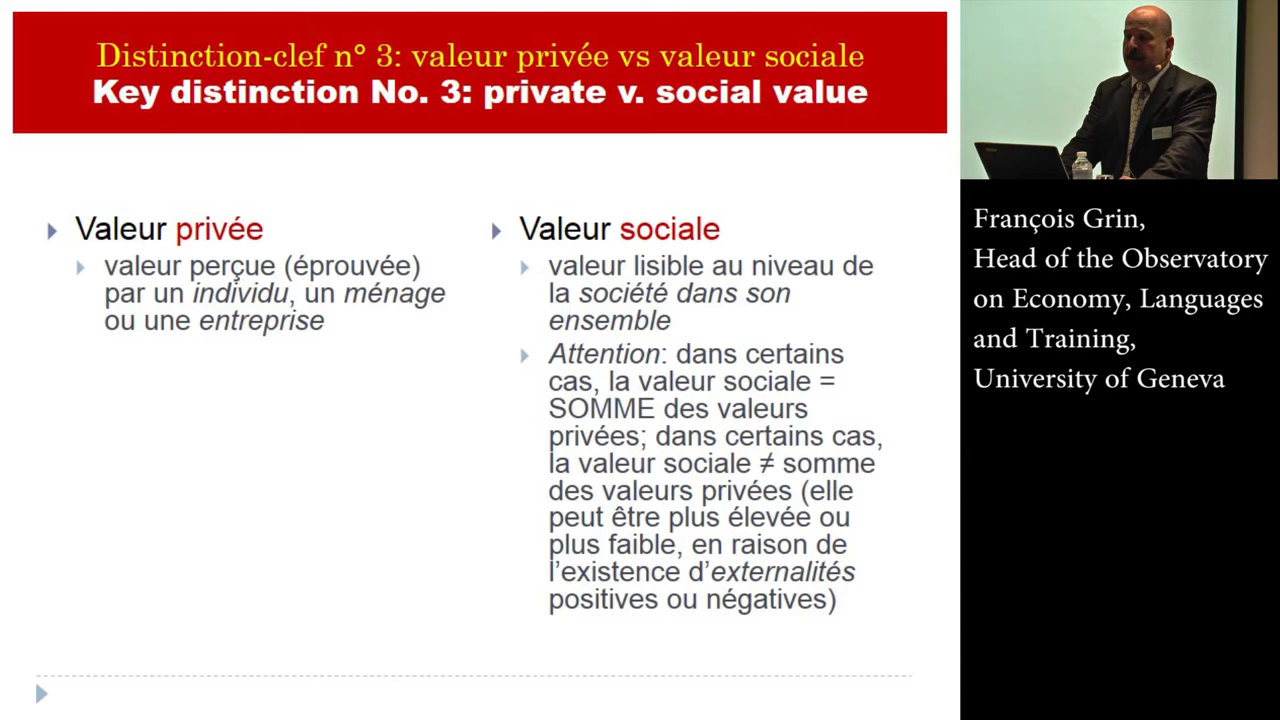 Distinction-clef n° 3: valeur privée vs valeur sociale
Key distinction No. 3: private v. social value
Valeur privée
valeur perçue (éprouvée)
par un individu, un ménage
ou une entreprise
Valeur sociale
valeur lisible au niveau de
la société dans son
ensemble
Attention: dans certains
cas, la valeur sociale =
SOMME des valeurs
privées; dans certains cas,
la valeur sociale ≠ somme
des valeurs privées (elle
peut être plus élevée ou
plus faible, en raison de
l'existence d'externalités
positives ou négatives)
François Grin,
Head of the Observatory
on Economy, Languages
and Training,
University of Geneva